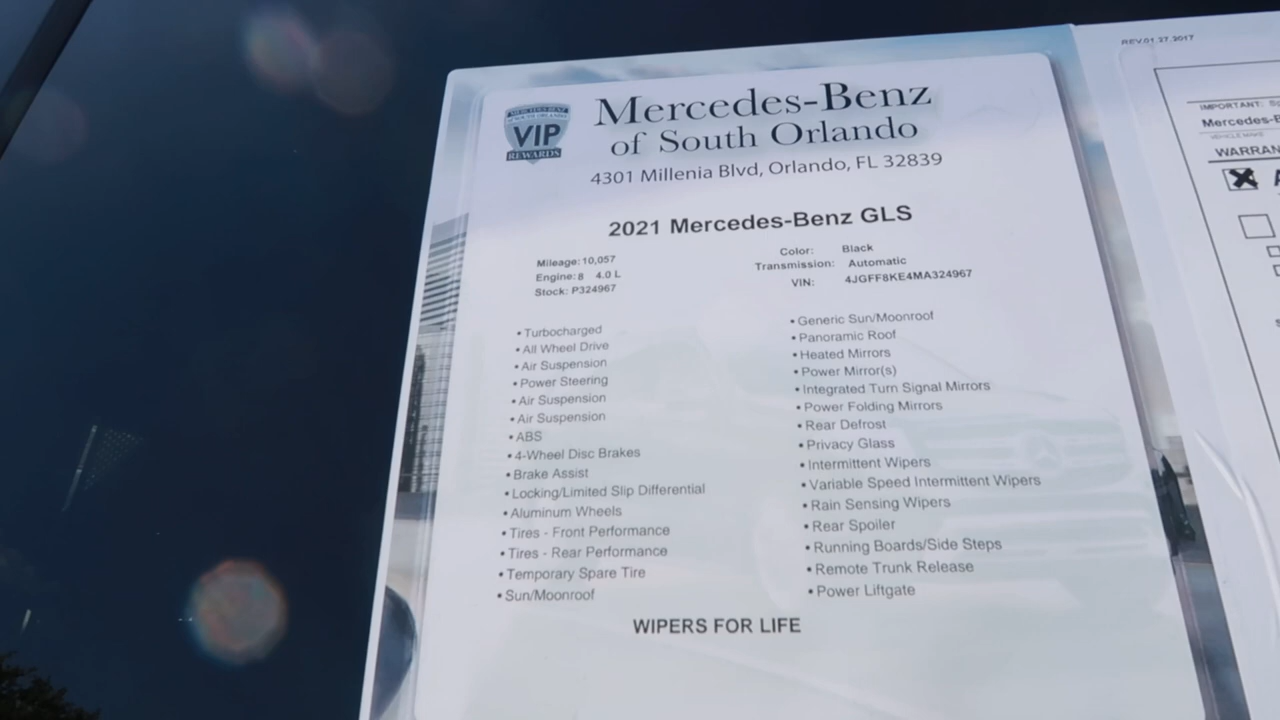 REV.01.27.2017
MERCEDES-BENZ
OF SOUTH ORLANDO
VIP
REWARDS
Mercedes-Benz
of South Orlando
4301 Millenia Blvd, Orlando, FL 32839
2021 Mercedes-Benz GLS
Mileage: 10,057
Engine: 8 4.0 L
Stock: P324967
Color: Black
Transmission: Automatic
VIN: 4JGFF8KE4MA324967
• Turbocharged
• All Wheel Drive
• Air Suspension
• Power Steering
• Air Suspension
• Air Suspension
• ABS
• 4-Wheel Disc Brakes
• Brake Assist
• Locking/Limited Slip Differential
• Aluminum Wheels
• Tires - Front Performance
• Tires - Rear Performance
• Temporary Spare Tire
• Sun/Moonroof
• Generic Sun/Moonroof
• Panoramic Roof
• Heated Mirrors
• Power Mirror(s)
• Integrated Turn Signal Mirrors
• Power Folding Mirrors
• Rear Defrost
• Privacy Glass
• Intermittent Wipers
• Variable Speed Intermittent Wipers
• Rain Sensing Wipers
• Rear Spoiler
• Running Boards/Side Steps
• Remote Trunk Release
• Power Liftgate
WIPERS FOR LIFE
IMPORTANT:
Mercedes-B
VEHICLE MAKE
WARRAN